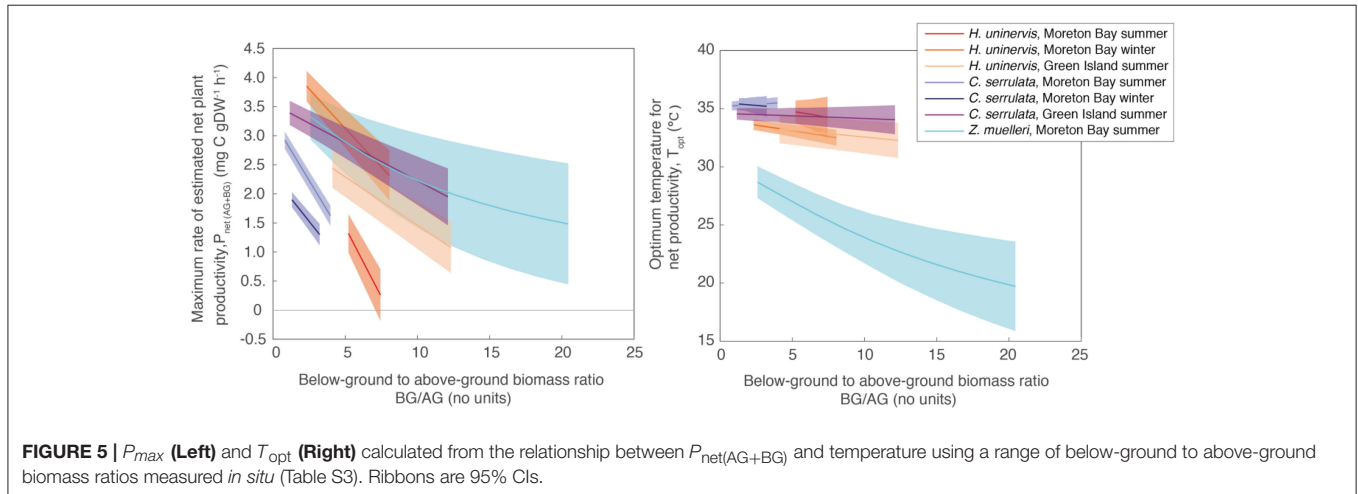 H. uninervis, Moreton Bay summer
H. uninervis, Moreton Bay winter
H. uninervis, Green Island summer
C. serrulata, Moreton Bay summer
C. serrulata, Moreton Bay winter
C. serrulata, Green Island summer
Z. muelleri, Moreton Bay summer
Maximum rate of estimated net plant
productivity,P net (AG+BG) (mg C gDW⁻¹ h⁻¹)
4.5
4.0
3.5
3.0
2.5
2.0
1.5
1.0
0.5
0
-0.5
0
5
10
15
20
25
Below-ground to above-ground biomass ratio
BG/AG (no units)
Optimum temperature for
net productivity, T opt (°C)
40
35
30
25
20
15
0
5
10
15
20
25
Below-ground to above-ground biomass ratio
BG/AG (no units)
FIGURE 5 | Pmax (Left) and Topt (Right) calculated from the relationship between Pnet(AG+BG) and temperature using a range of below-ground to above-ground
biomass ratios measured in situ (Table S3). Ribbons are 95% CIs.